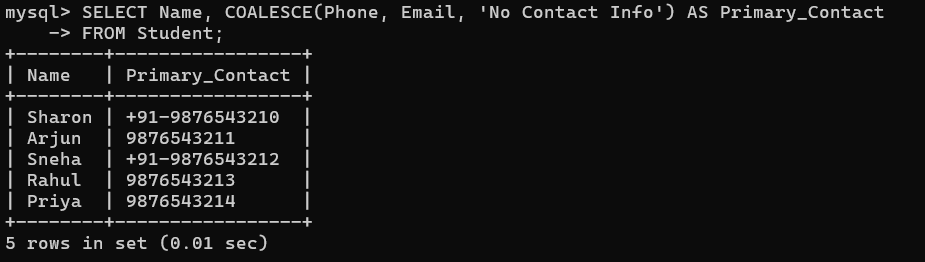 mysql> SELECT Name, COALESCE(Phone, Email, 'No Contact Info') AS Primary_Contact
    -> FROM Student;
+--------+-----------------+
| Name   | Primary_Contact |
+--------+-----------------+
| Sharon | +91-9876543210  |
| Arjun  | 9876543211      |
| Sneha  | +91-9876543212  |
| Rahul  | 9876543213      |
| Priya  | 9876543214      |
+--------+-----------------+
5 rows in set (0.01 sec)